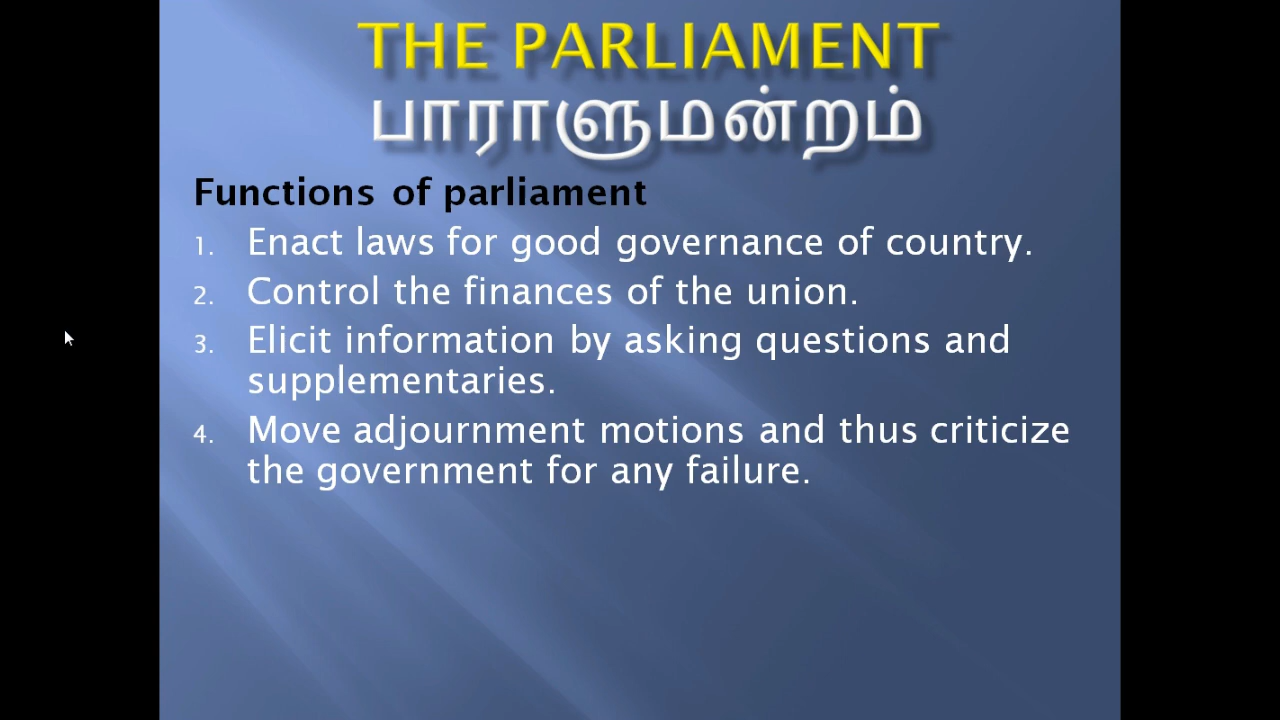 THE PARLIAMENT
பாராளுமன்றம்
Functions of parliament
1. Enact laws for good governance of country.
2. Control the finances of the union.
3. Elicit information by asking questions and
supplementaries.
4. Move adjournment motions and thus criticize
the government for any failure.